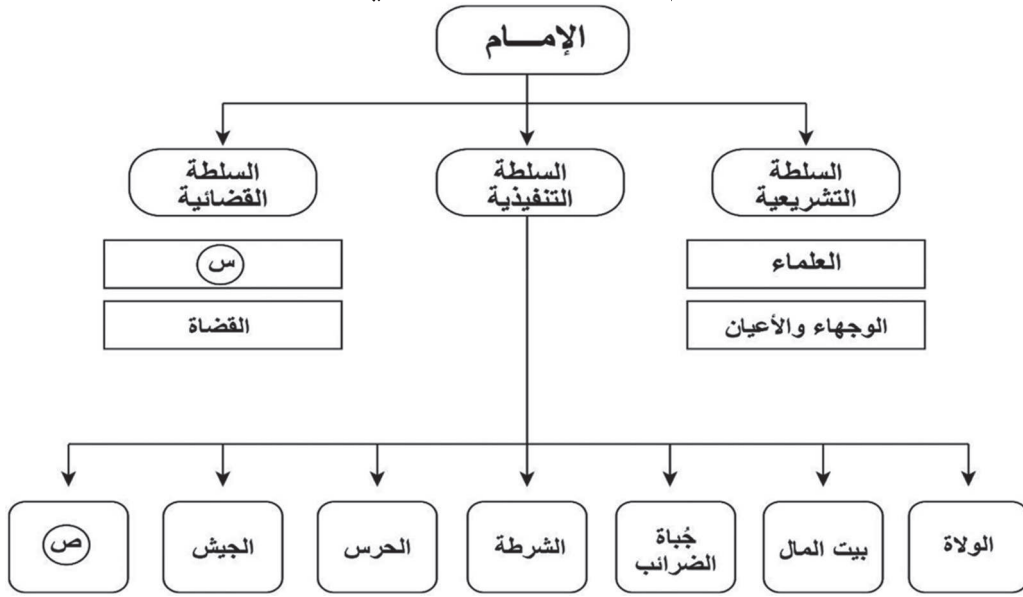 الإمـــام
السلطة
التشريعية
السلطة
التنفيذية
السلطة
القضائية
العلماء
س
الوجهاء والأعيان
القضاة
الولاة
بيت المال
جُباة
الضرائب
الشرطة
الحرس
الجيش
ص